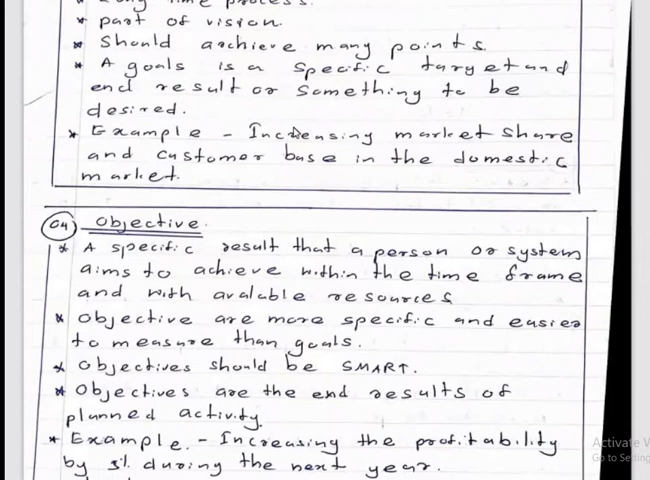 * part of vision.
* Should archieve many points.
* A goals is a specific target and
end result or something to be
desired.
* Example - Increasing market share
and customer base in the domestic
market.
04 Objective.
* A specific result that a person or system
aims to achieve within the time frame
and with avalable resources
* Objective are more specific and easier
to measure than goals.
* Objectives should be SMART.
* Objectives are the end results of
planned activity.
* Example. - Increasing the profitability
by 5% during the next year.
Activate W
Go to Setting